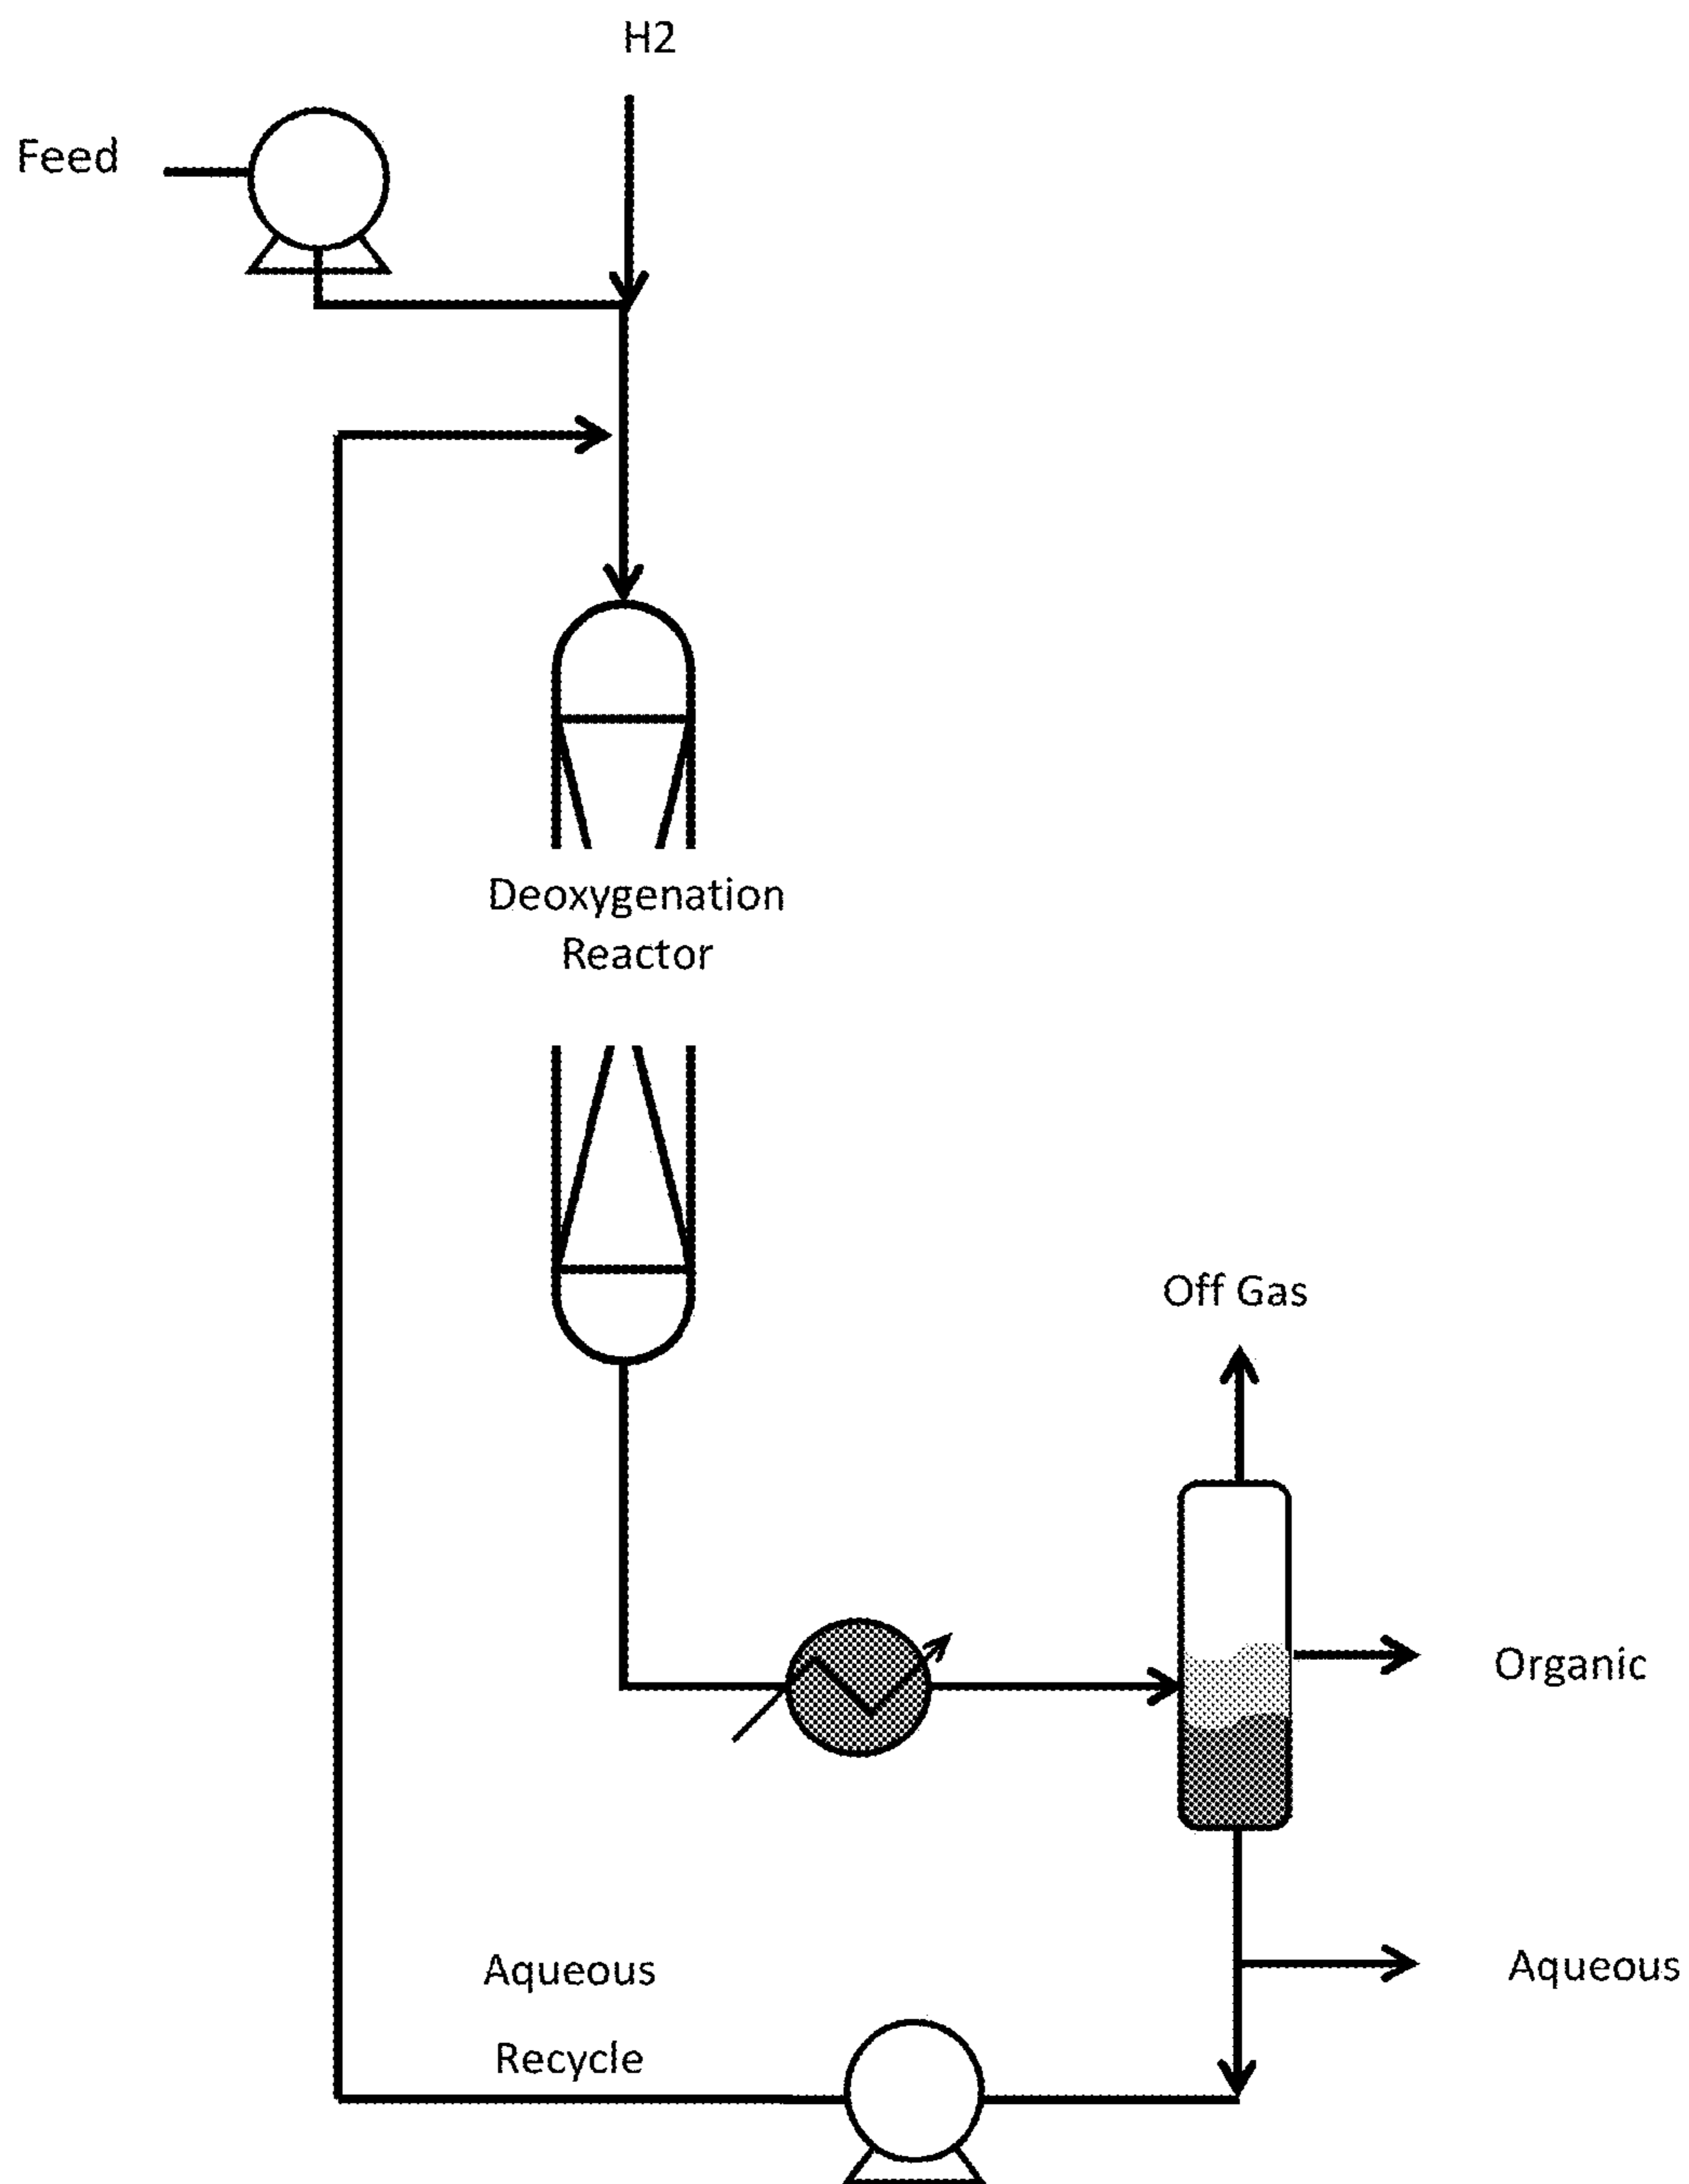 H2
Feed
Deoxygenation
Reactor
Off Gas
Organic
Aqueous
Aqueous
Recycle